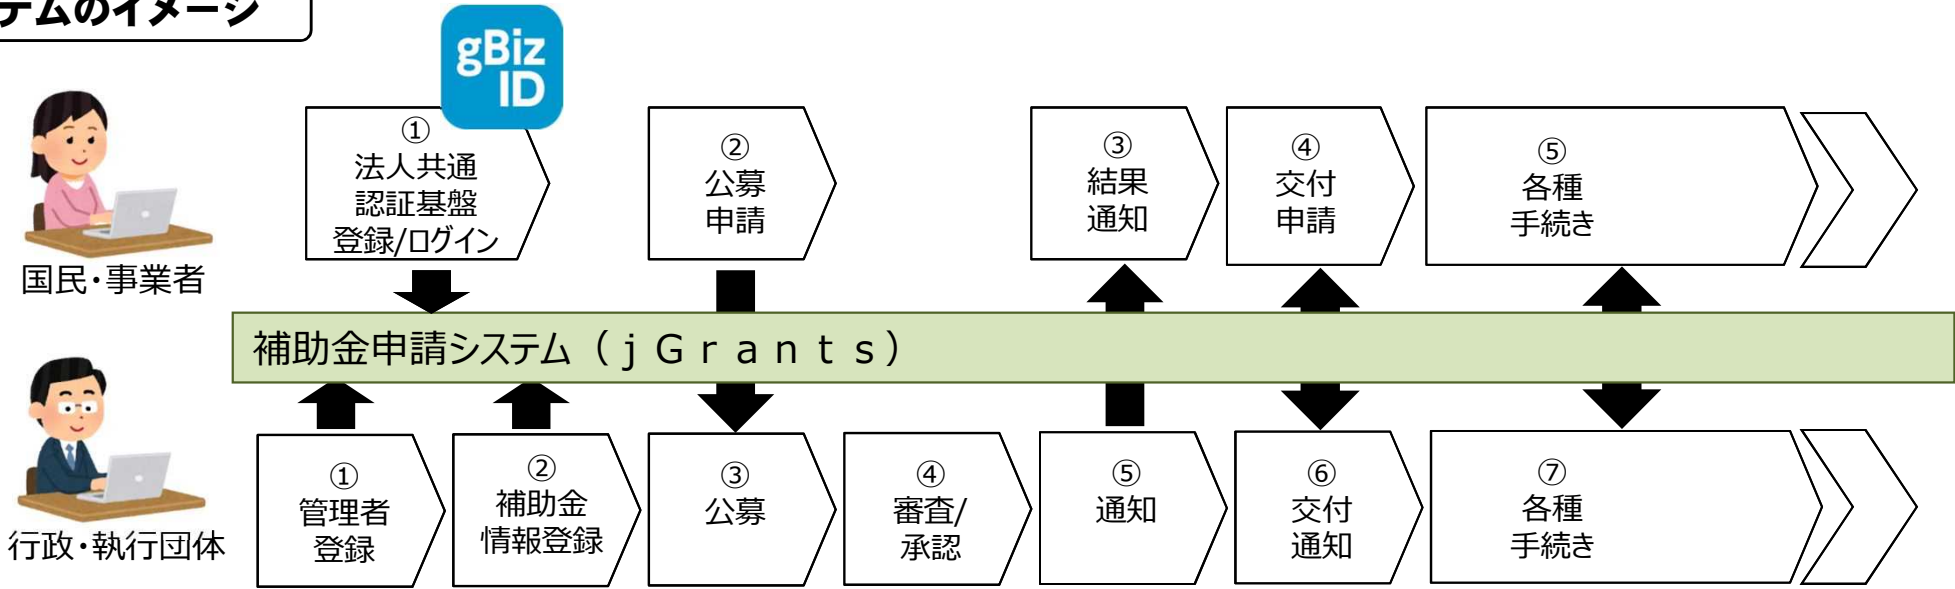 テムのイメージ
gBiz
ID
①
法人共通
認証基盤
登録/ログイン
②
公募
申請
③
結果
通知
④
交付
申請
⑤
各種
手続き
国民・事業者
補助金申請システム（ｊＧｒａｎｔｓ）
①
管理者
登録
②
補助金
情報登録
③
公募
④
審査/
承認
⑤
通知
⑥
交付
通知
⑦
各種
手続き
行政・執行団体